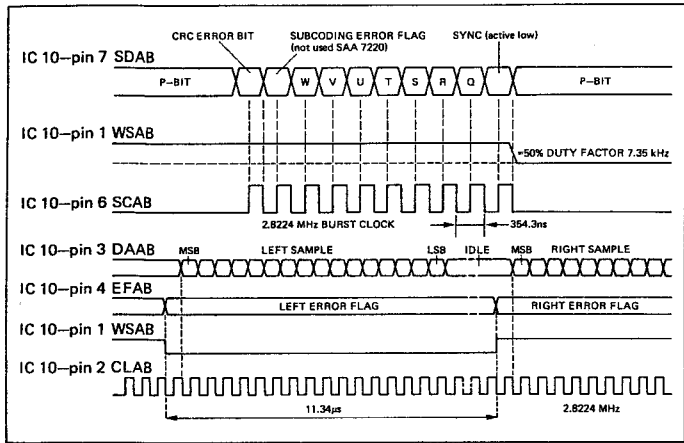 CRC ERROR BIT
SUBCODING ERROR FLAG
(not used SAA 7220)
SYNC (active low)
IC 10—pin 7 SDAB
P-BIT W V U T S R Q P-BIT
IC 10—pin 1 WSAB
≈50% DUTY FACTOR 7.35 kHz
IC 10—pin 6 SCAB
2.8224 MHz BURST CLOCK
354.3ns
IC 10—pin 3 DAAB
MSB LEFT SAMPLE LSB IDLE MSB RIGHT SAMPLE
IC 10—pin 4 EFAB
LEFT ERROR FLAG RIGHT ERROR FLAG
IC 10—pin 1 WSAB
IC 10—pin 2 CLAB
11.34µs
2.8224 MHz